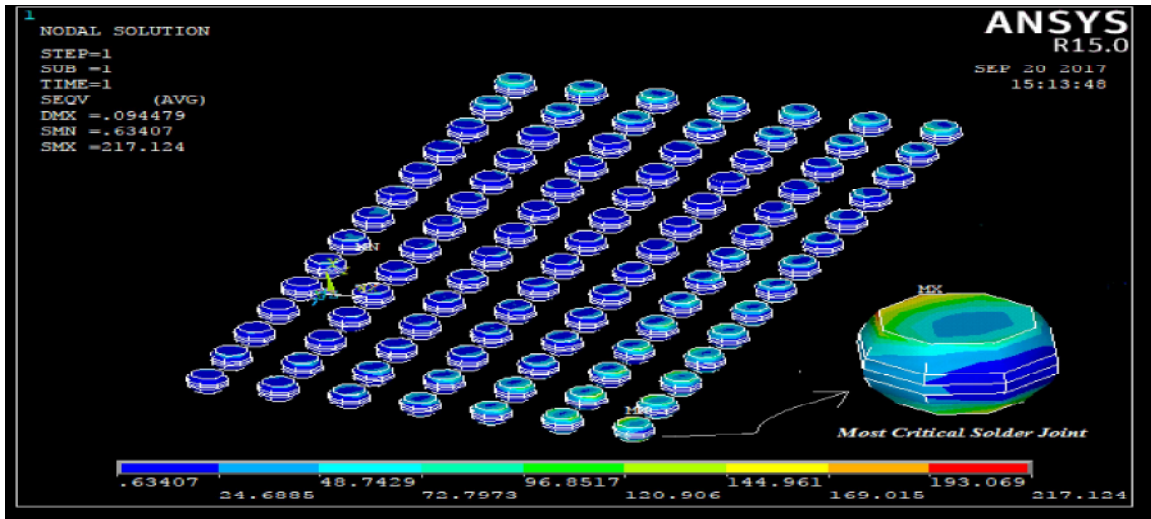 1
NODAL SOLUTION
STEP=1
SUB =1
TIME=1
SEQV (AVG)
DMX =.094479
SMN =.63407
SMX =217.124
ANSYS
R15.0
SEP 20 2017
15:13:48
MX
Most Critical Solder Joint
.63407 48.7429 96.8517 144.961 193.069
24.6885 72.7973 120.906 169.015 217.124